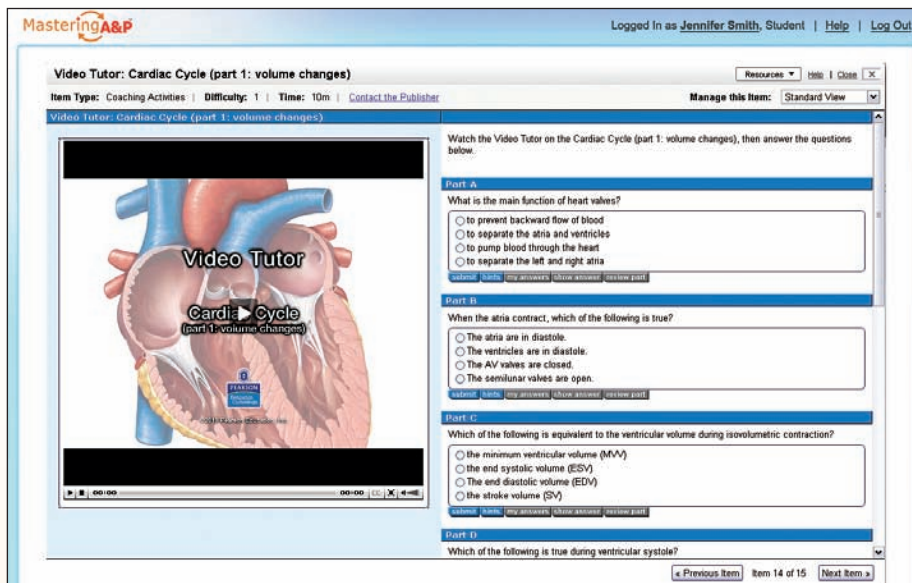 MasteringA&P
Logged In as Jennifer Smith, Student | Help | Log Out
Video Tutor: Cardiac Cycle (part 1: volume changes)
Resources Help | Close X
Item Type: Coaching Activities | Difficulty: 1 | Time: 10m | Contact the Publisher
Manage this Item: Standard View
Video Tutor: Cardiac Cycle (part 1: volume changes)
Video Tutor
Cardiac Cycle
(part 1: volume changes)
PEARSON
00:00 00:00 CC
Watch the Video Tutor on the Cardiac Cycle (part 1: volume changes), then answer the questions
below.
Part A
What is the main function of heart valves?
to prevent backward flow of blood
to separate the atria and ventricles
to pump blood through the heart
to separate the left and right atria
submit hints my answers show answer review part
Part B
When the atria contract, which of the following is true?
The atria are in diastole.
The ventricles are in diastole.
The AV valves are closed.
The semilunar valves are open.
submit hints my answers show answer review part
Part C
Which of the following is equivalent to the ventricular volume during isovolumetric contraction?
the minimum ventricular volume (MVV)
the end systolic volume (ESV)
The end diastolic volume (EDV)
the stroke volume (SV)
submit hints my answers show answer review part
Part D
Which of the following is true during ventricular systole?
« Previous Item Item 14 of 15 Next Item »